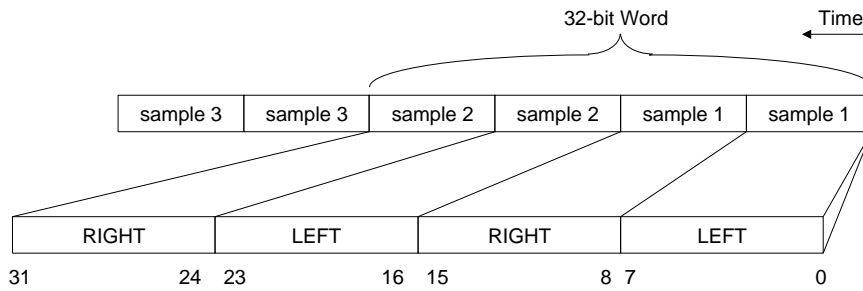 32-bit Word
Time
sample 3 sample 3 sample 2 sample 2 sample 1 sample 1
RIGHT LEFT RIGHT LEFT
31 24 23 16 15 8 7 0